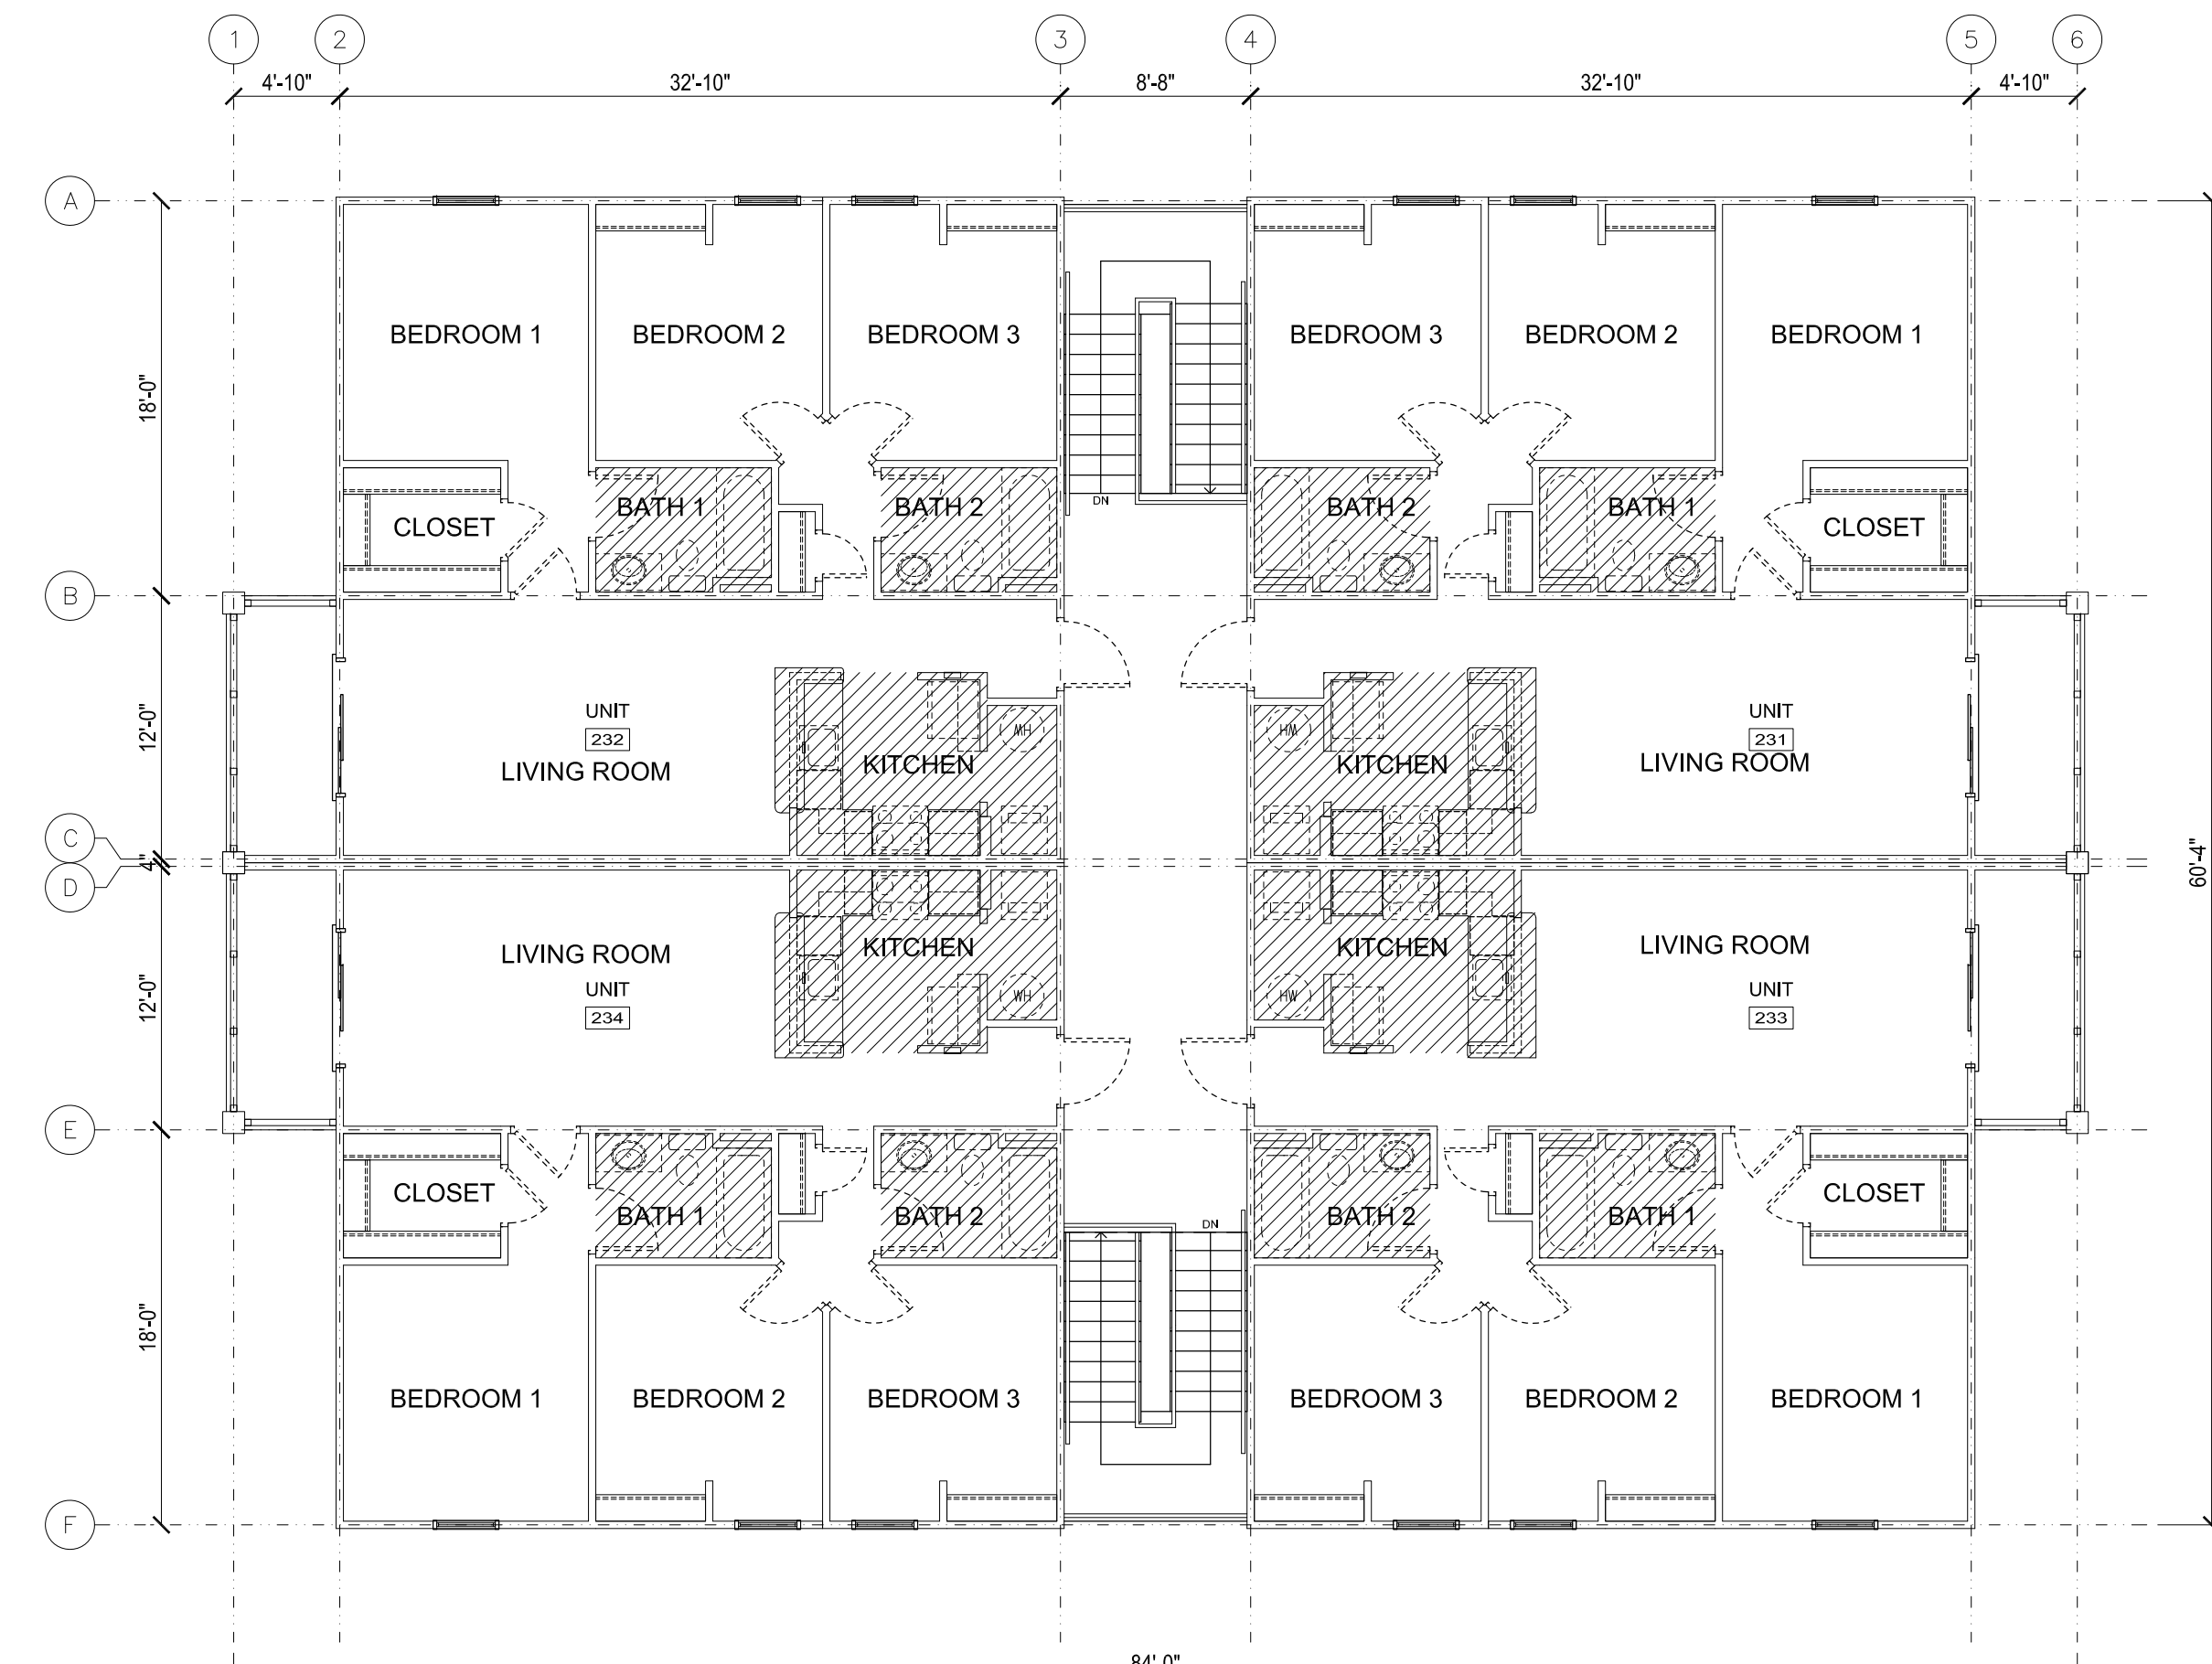 1 2 3 4 5 6
4'-10" 32'-10" 8'-8" 32'-10" 4'-10"
A
18'-0"
BEDROOM 1 BEDROOM 2 BEDROOM 3 BEDROOM 3 BEDROOM 2 BEDROOM 1
DN
BATH 1 BATH 2 BATH 2 BATH 1
CLOSET CLOSET
B
12'-0"
UNIT UNIT
232 231
WH HW
LIVING ROOM KITCHEN KITCHEN LIVING ROOM
C
4"
D
60'-4"
LIVING ROOM KITCHEN KITCHEN LIVING ROOM
12'-0"
UNIT WH HW UNIT
234 233
E
CLOSET CLOSET
BATH 1 BATH 2 BATH 2 BATH 1
DN
18'-0"
BEDROOM 1 BEDROOM 2 BEDROOM 3 BEDROOM 3 BEDROOM 2 BEDROOM 1
F
84'-0"